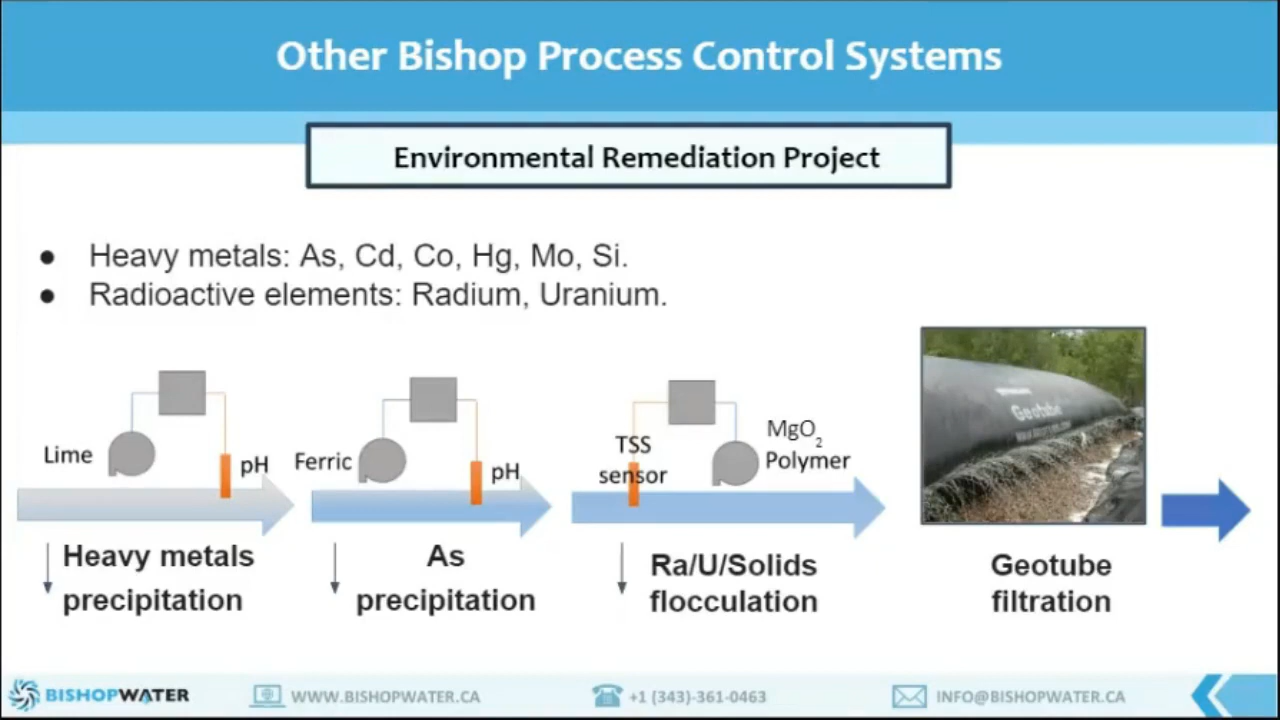 Other Bishop Process Control Systems
Environmental Remediation Project
● Heavy metals: As, Cd, Co, Hg, Mo, Si.
● Radioactive elements: Radium, Uranium.
Lime
pH
Heavy metals
precipitation
Ferric
pH
As
precipitation
TSS
sensor
MgO2
Polymer
Ra/U/Solids
flocculation
Geotube
Geotube
filtration
BISHOPWATER
WWW.BISHOPWATER.CA
+1 (343)-361-0463
INFO@BISHOPWATER.CA